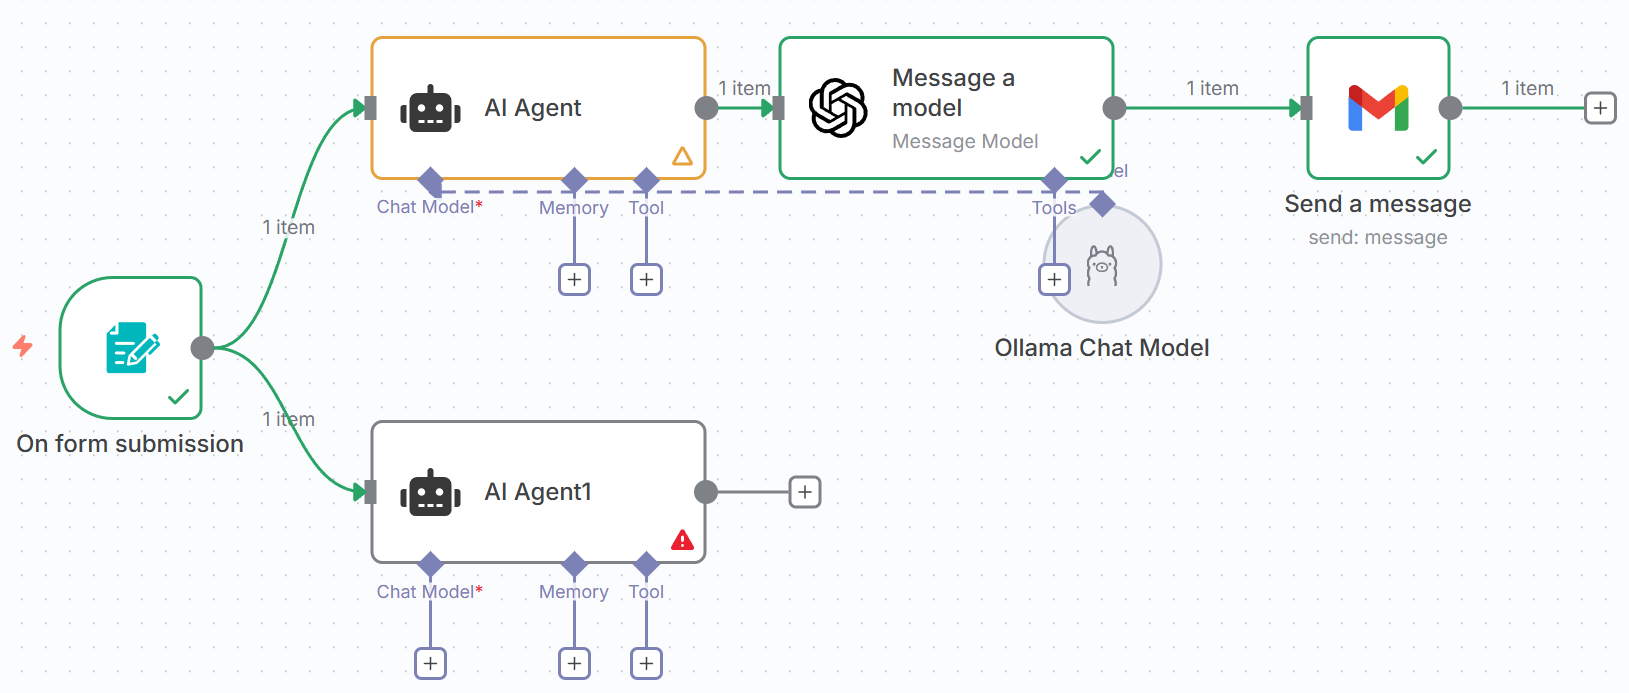 1 item
AI Agent
Chat Model*
Memory
Tool
1 item
Message a
model
Message Model
Tools
1 item
Send a message
send: message
1 item
Ollama Chat Model
On form submission
1 item
AI Agent1
Chat Model*
Memory
Tool